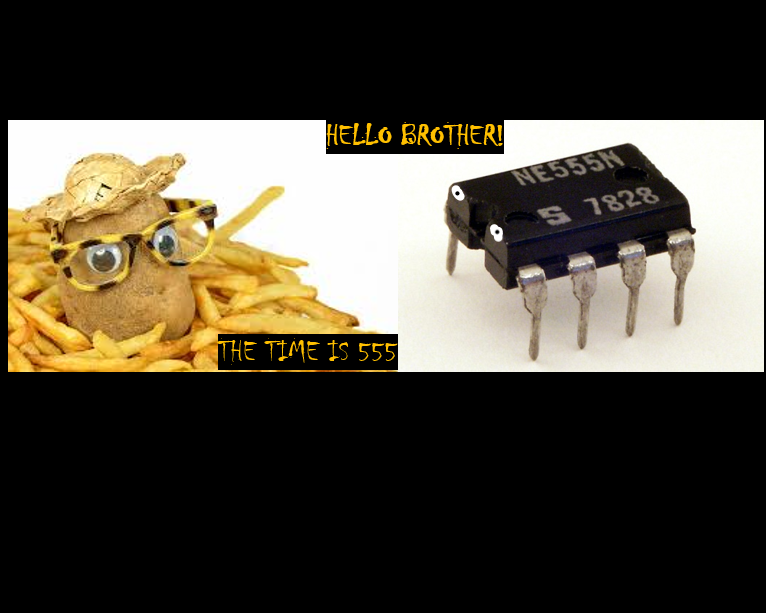 HELLO BROTHER!
NE555N
S 7828
THE TIME IS 555